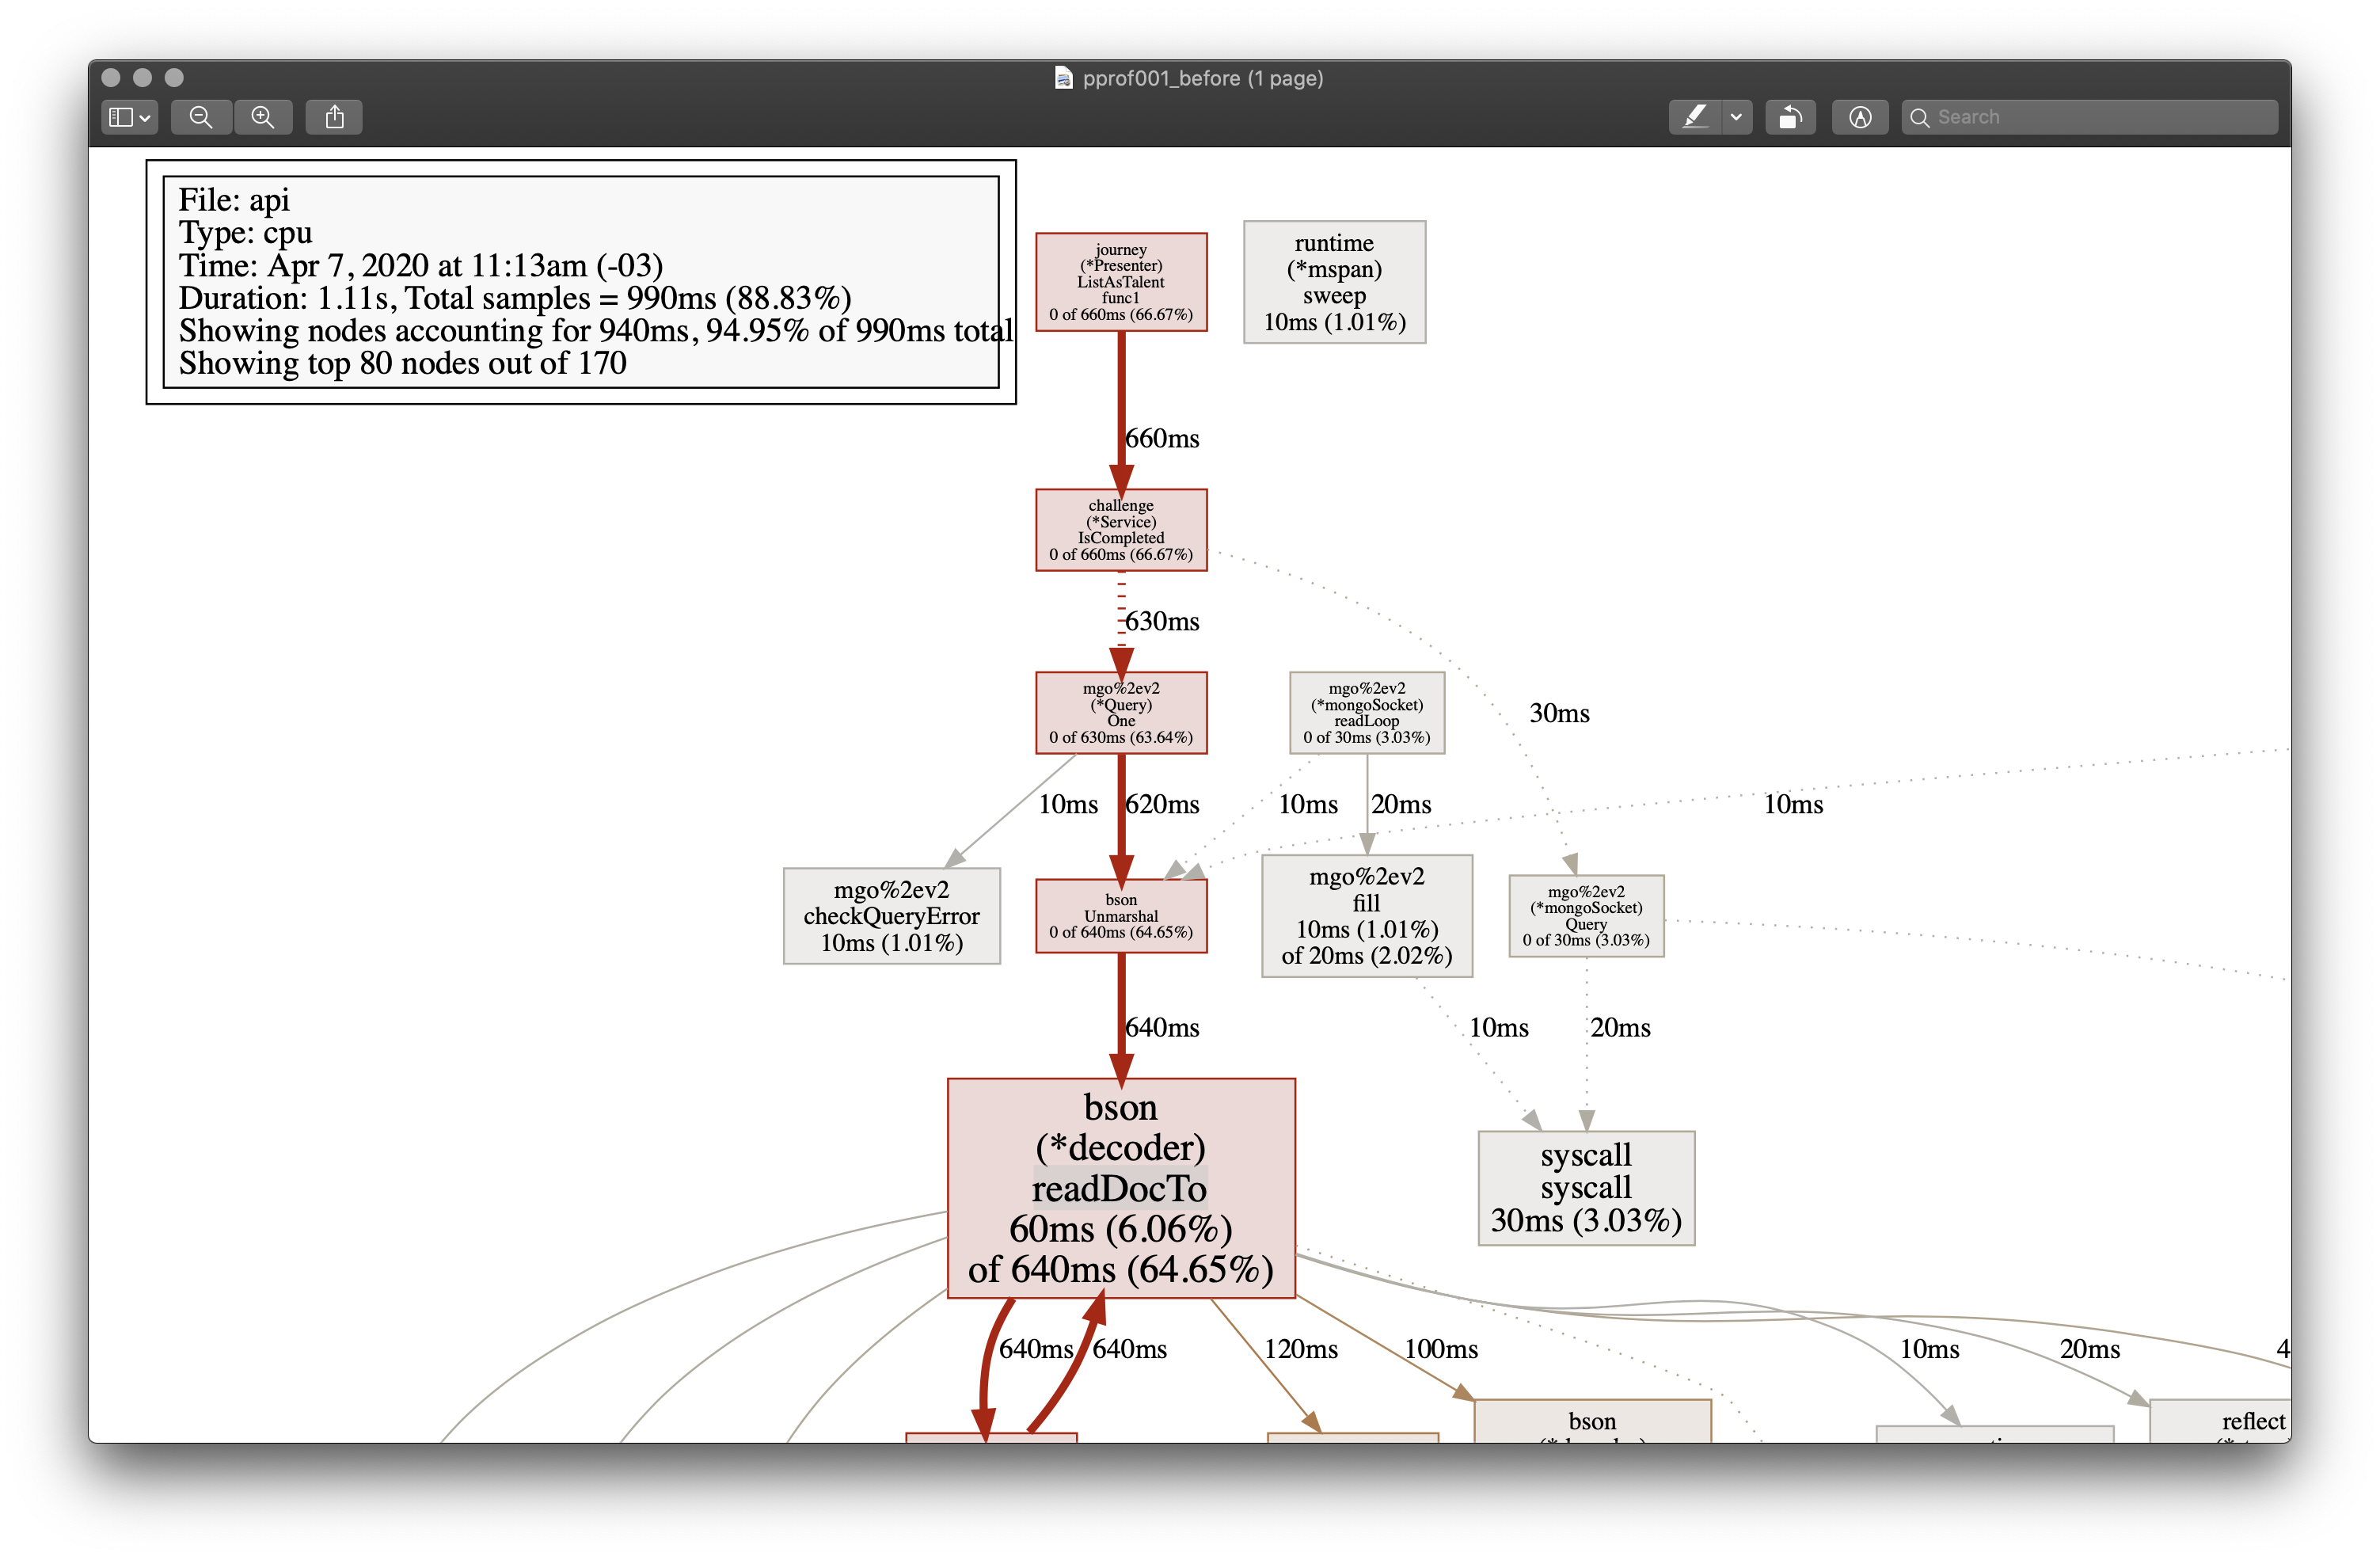 pprof001_before (1 page)
Search
File: api
Type: cpu
Time: Apr 7, 2020 at 11:13am (-03)
Duration: 1.11s, Total samples = 990ms (88.83%)
Showing nodes accounting for 940ms, 94.95% of 990ms total
Showing top 80 nodes out of 170
journey
(*Presenter)
ListAsTalent
func1
0 of 660ms (66.67%)
runtime
(*mspan)
sweep
10ms (1.01%)
660ms
challenge
(*Service)
IsCompleted
0 of 660ms (66.67%)
630ms
30ms
mgo%2ev2
(*Query)
One
0 of 630ms (63.64%)
mgo%2ev2
(*mongoSocket)
readLoop
0 of 30ms (3.03%)
10ms
620ms
10ms
20ms
10ms
mgo%2ev2
checkQueryError
10ms (1.01%)
bson
Unmarshal
0 of 640ms (64.65%)
mgo%2ev2
fill
10ms (1.01%)
of 20ms (2.02%)
mgo%2ev2
(*mongoSocket)
Query
0 of 30ms (3.03%)
640ms
10ms
20ms
bson
(*decoder)
readDocTo
60ms (6.06%)
of 640ms (64.65%)
syscall
syscall
30ms (3.03%)
640ms
640ms
120ms
100ms
10ms
20ms
4
bson
reflect